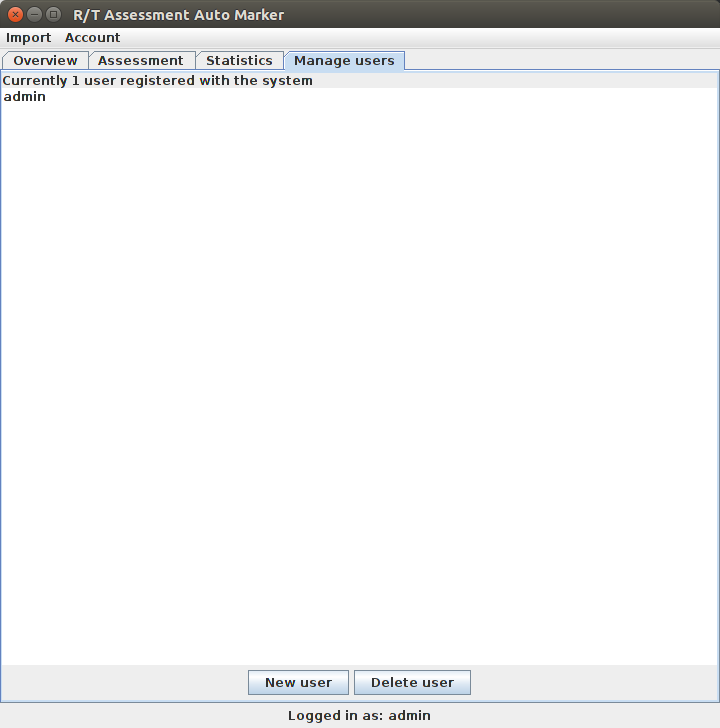 R/T Assessment Auto Marker
Import Account
Overview Assessment Statistics Manage users
Currently 1 user registered with the system
admin
New user Delete user
Logged in as: admin